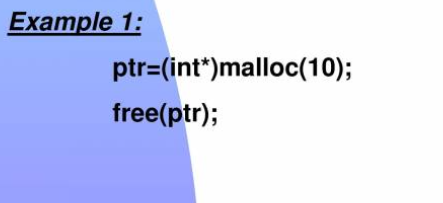 Example 1:
ptr=(int*)malloc(10);
free(ptr);